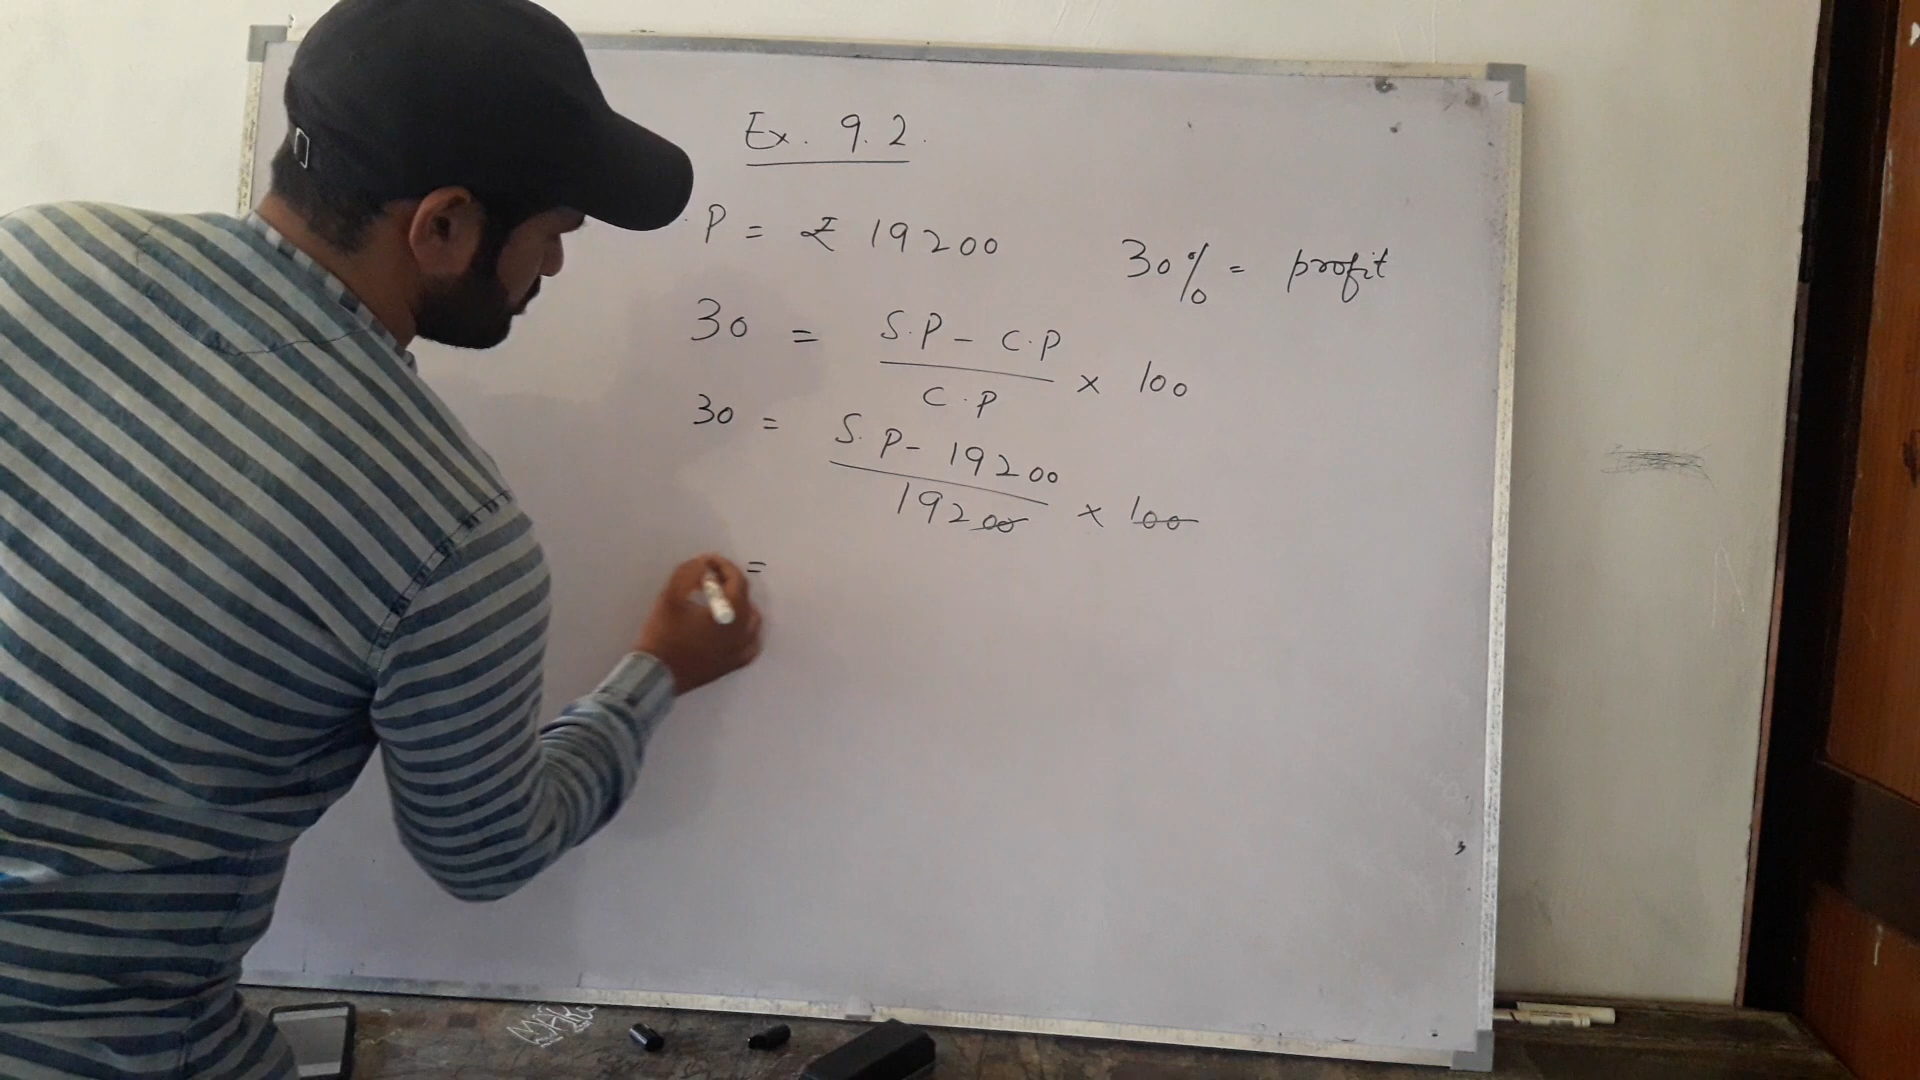 Ex. 9.2.
.P = ₹ 19200 30% = profit
30 = S.P - C.P / C.P × 100
30 = S.P - 19200 / 19200 × 100
=